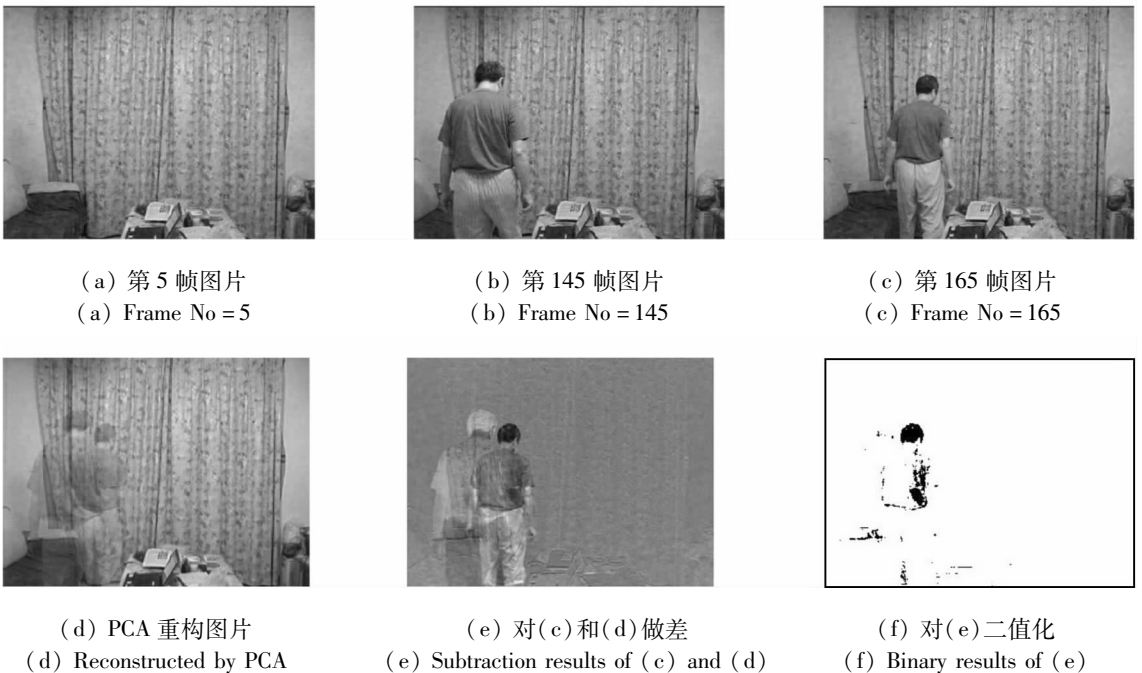 (a) 第 5 帧图片
(a) Frame No = 5
(b) 第 145 帧图片
(b) Frame No = 145
(c) 第 165 帧图片
(c) Frame No = 165
(d) PCA 重构图片
(d) Reconstructed by PCA
(e) 对(c)和(d)做差
(e) Subtraction results of (c) and (d)
(f) 对(e)二值化
(f) Binary results of (e)